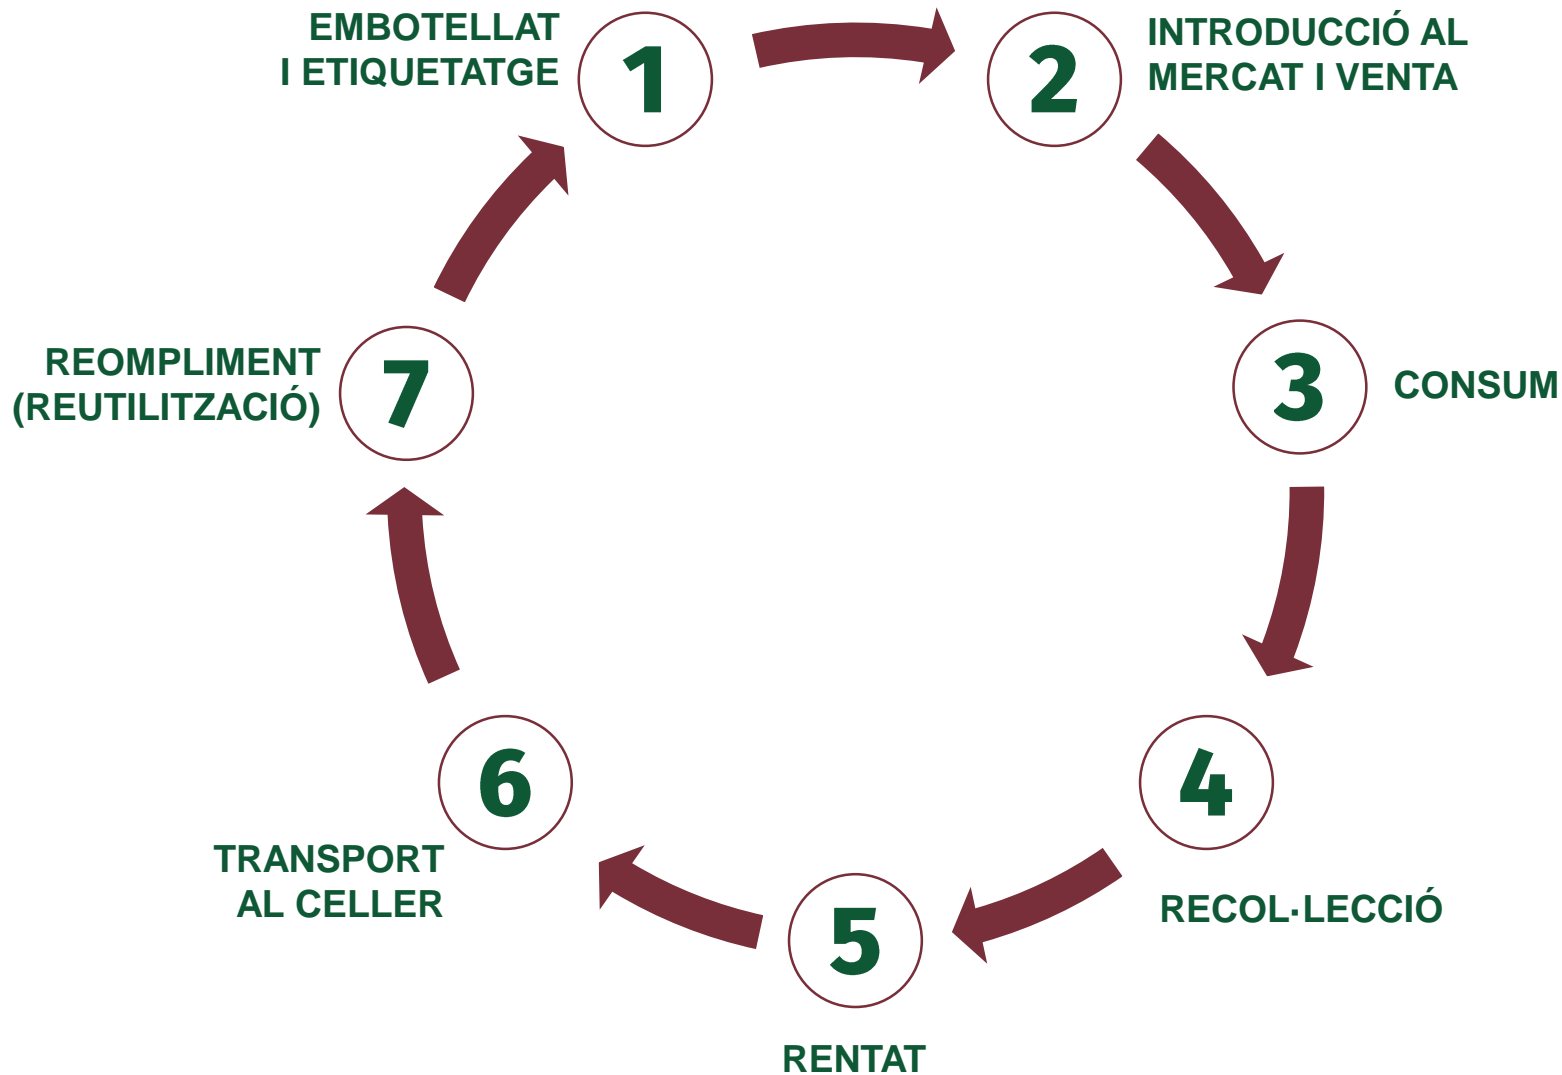 EMBOTELLAT
I ETIQUETATGE
1
2
INTRODUCCIÓ AL
MERCAT I VENTA
3
CONSUM
4
RECOL·LECCIÓ
5
RENTAT
6
TRANSPORT
AL CELLER
7
REOMPLIMENT
(REUTILITZACIÓ)